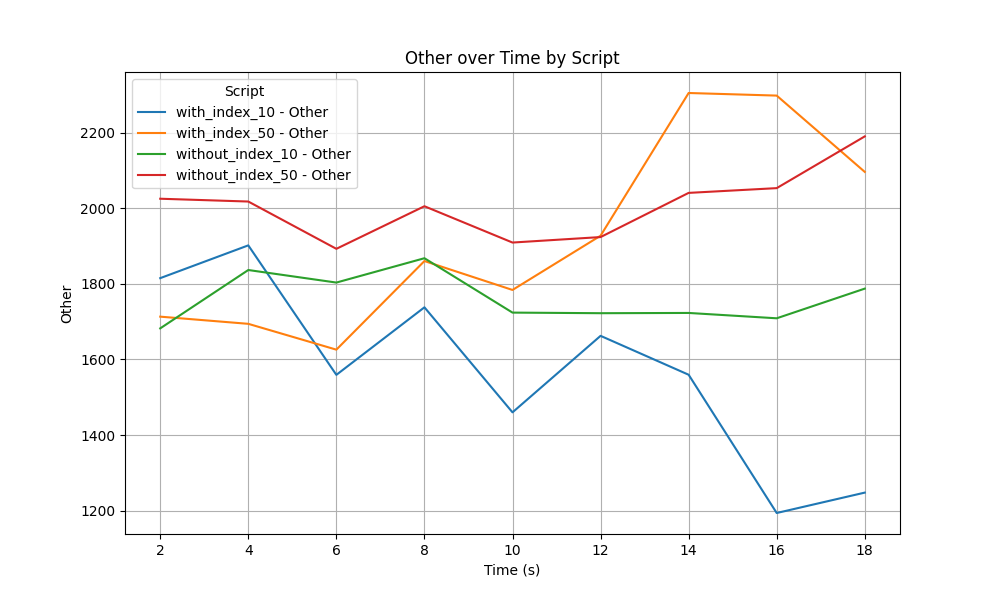 Other over Time by Script
Script
with_index_10 - Other
with_index_50 - Other
without_index_10 - Other
without_index_50 - Other
2200
2000
1800
1600
1400
1200
Other
2 4 6 8 10 12 14 16 18
Time (s)